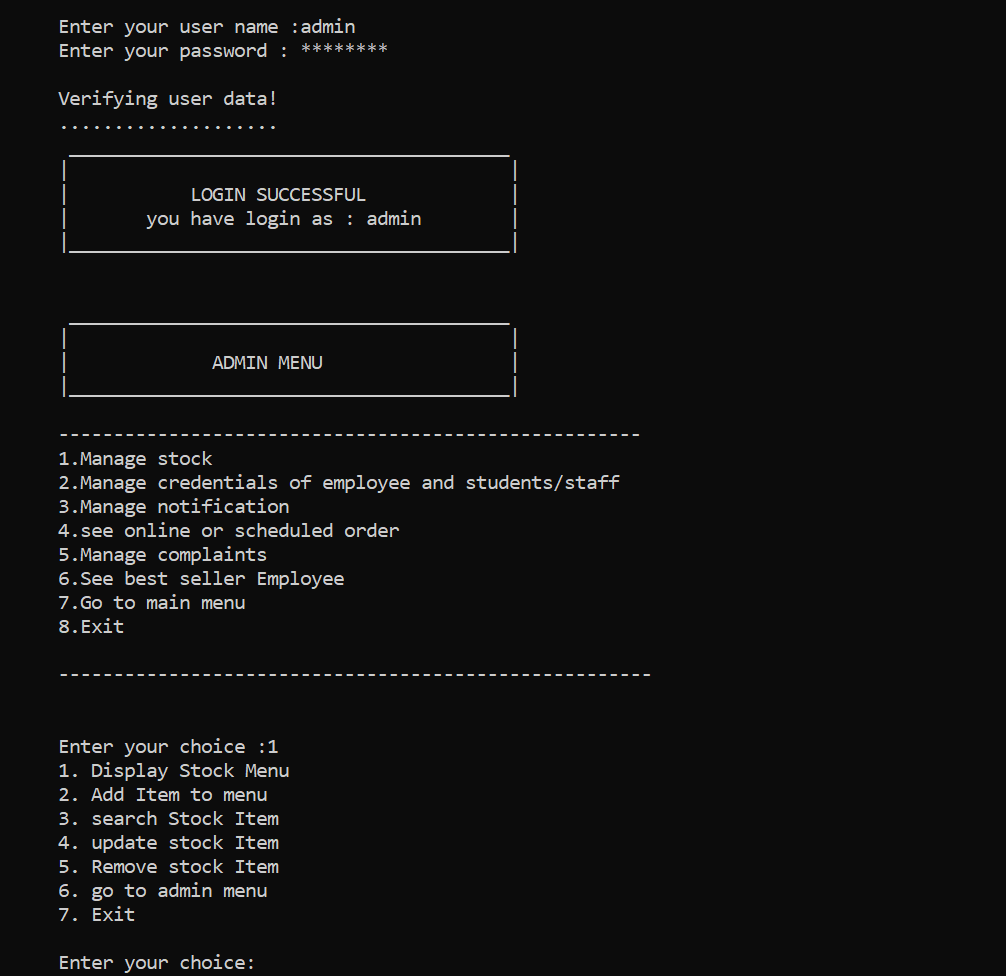 Enter your user name :admin
Enter your password : ********
Verifying user data!
....................
LOGIN SUCCESSFUL
you have login as : admin
ADMIN MENU
-----------------------------------------------------
1.Manage stock
2.Manage credentials of employee and students/staff
3.Manage notification
4.see online or scheduled order
5.Manage complaints
6.See best seller Employee
7.Go to main menu
8.Exit
------------------------------------------------------
Enter your choice :1
1. Display Stock Menu
2. Add Item to menu
3. search Stock Item
4. update stock Item
5. Remove stock Item
6. go to admin menu
7. Exit
Enter your choice: